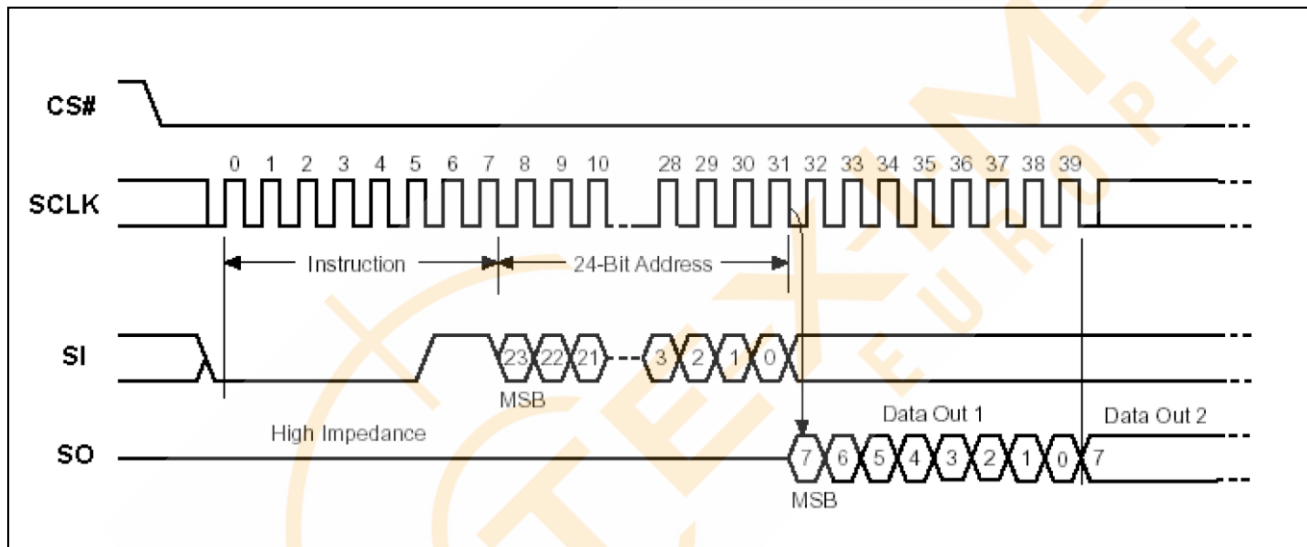 CS#
0 1 2 3 4 5 6 7 8 9 10 28 29 30 31 32 33 34 35 36 37 38 39
SCLK
Instruction 24-Bit Address
SI 23 22 21 3 2 1 0
MSB
High Impedance Data Out 1 Data Out 2
SO 7 6 5 4 3 2 1 0 7
MSB
TEX-IM
EUROPE